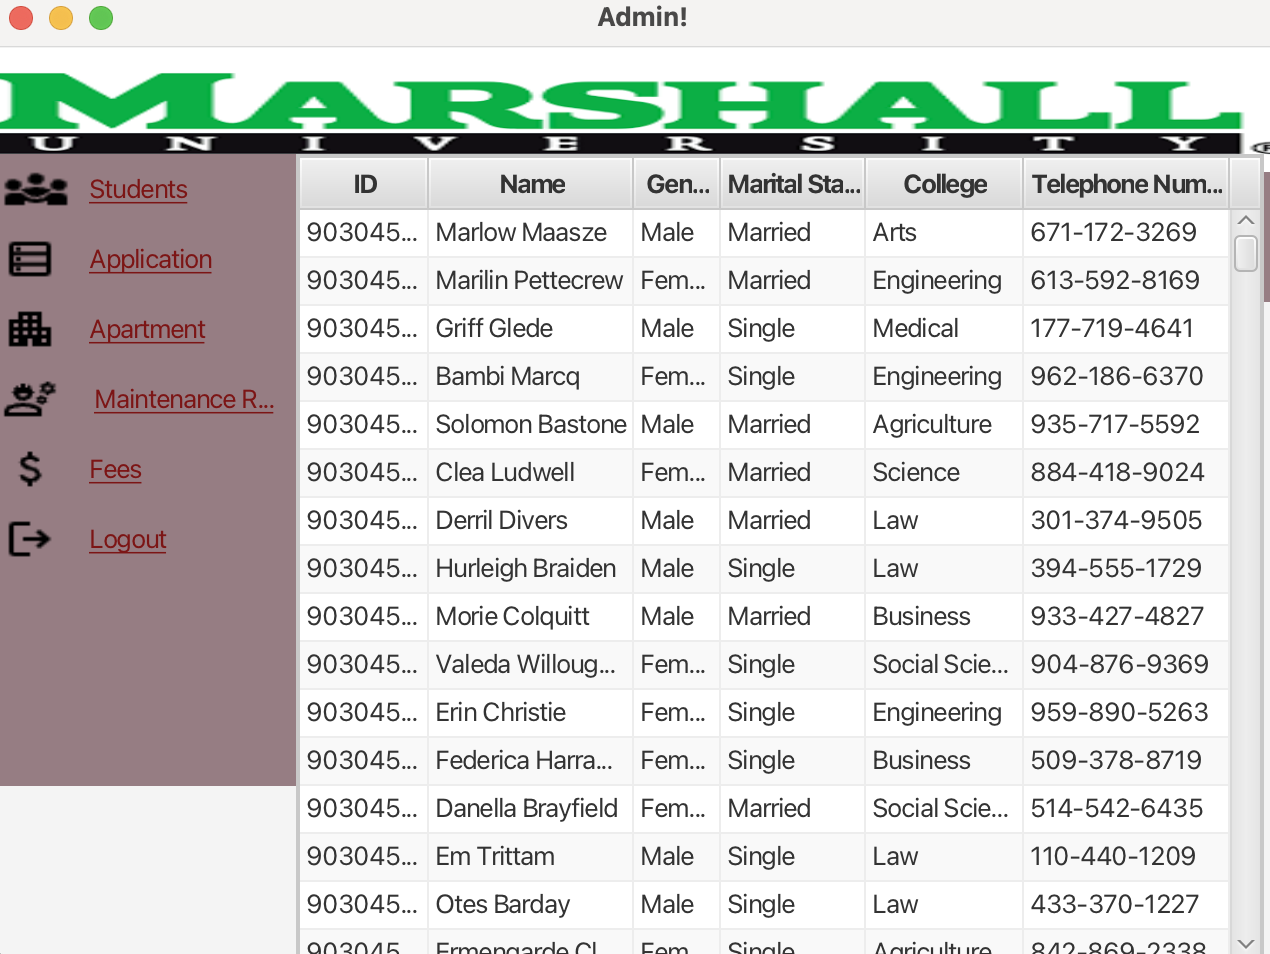 Admin!
MARSHALL
UNIVERSITY®
Students
Application
Apartment
Maintenance R...
Fees
Logout
ID Name Gen... Marital Sta... College Telephone Num...
903045... Marlow Maasze Male Married Arts 671-172-3269
903045... Marilin Pettecrew Fem... Married Engineering 613-592-8169
903045... Griff Glede Male Single Medical 177-719-4641
903045... Bambi Marcq Fem... Single Engineering 962-186-6370
903045... Solomon Bastone Male Married Agriculture 935-717-5592
903045... Clea Ludwell Fem... Married Science 884-418-9024
903045... Derril Divers Male Married Law 301-374-9505
903045... Hurleigh Braiden Male Single Law 394-555-1729
903045... Morie Colquitt Male Married Business 933-427-4827
903045... Valeda Willoug... Fem... Single Social Scie... 904-876-9369
903045... Erin Christie Fem... Single Engineering 959-890-5263
903045... Federica Harra... Fem... Single Business 509-378-8719
903045... Danella Brayfield Fem... Married Social Scie... 514-542-6435
903045... Em Trittam Male Single Law 110-440-1209
903045... Otes Barday Male Single Law 433-370-1227
903045... Ermengarde Cl... Fem... Single Agriculture 842-869-2338